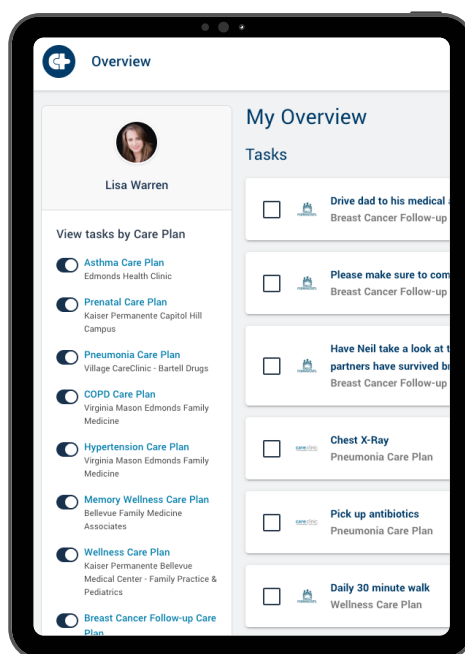 Overview
Lisa Warren
View tasks by Care Plan
Asthma Care Plan
Edmonds Health Clinic
Prenatal Care Plan
Kaiser Permanente Capitol Hill
Campus
Pneumonia Care Plan
Village CareClinic - Bartell Drugs
COPD Care Plan
Virginia Mason Edmonds Family
Medicine
Hypertension Care Plan
Virginia Mason Edmonds Family
Medicine
Memory Wellness Care Plan
Bellevue Family Medicine
Associates
Wellness Care Plan
Kaiser Permanente Bellevue
Medical Center - Family Practice &
Pediatrics
Breast Cancer Follow-up Care
Plan
My Overview
Tasks
Drive dad to his medical
Breast Cancer Follow-up
Please make sure to com
Breast Cancer Follow-up
Have Neil take a look at t
partners have survived b
Breast Cancer Follow-up
care clinic
Chest X-Ray
Pneumonia Care Plan
care clinic
Pick up antibiotics
Pneumonia Care Plan
Daily 30 minute walk
Wellness Care Plan